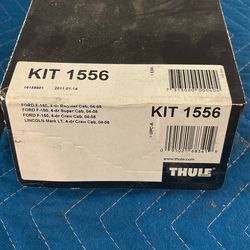 KIT 1556
2011-01-14
FORD F-150, 4-dr Regular Cab, 04-08
FORD F-150, 4-dr Super Cab, 04-08
FORD F-150, 4-dr Crew Cab, 04-08
LINCOLN Mark LT, 4-dr Crew Cab, 04-08
KIT 1556
THULE
www.thule.com